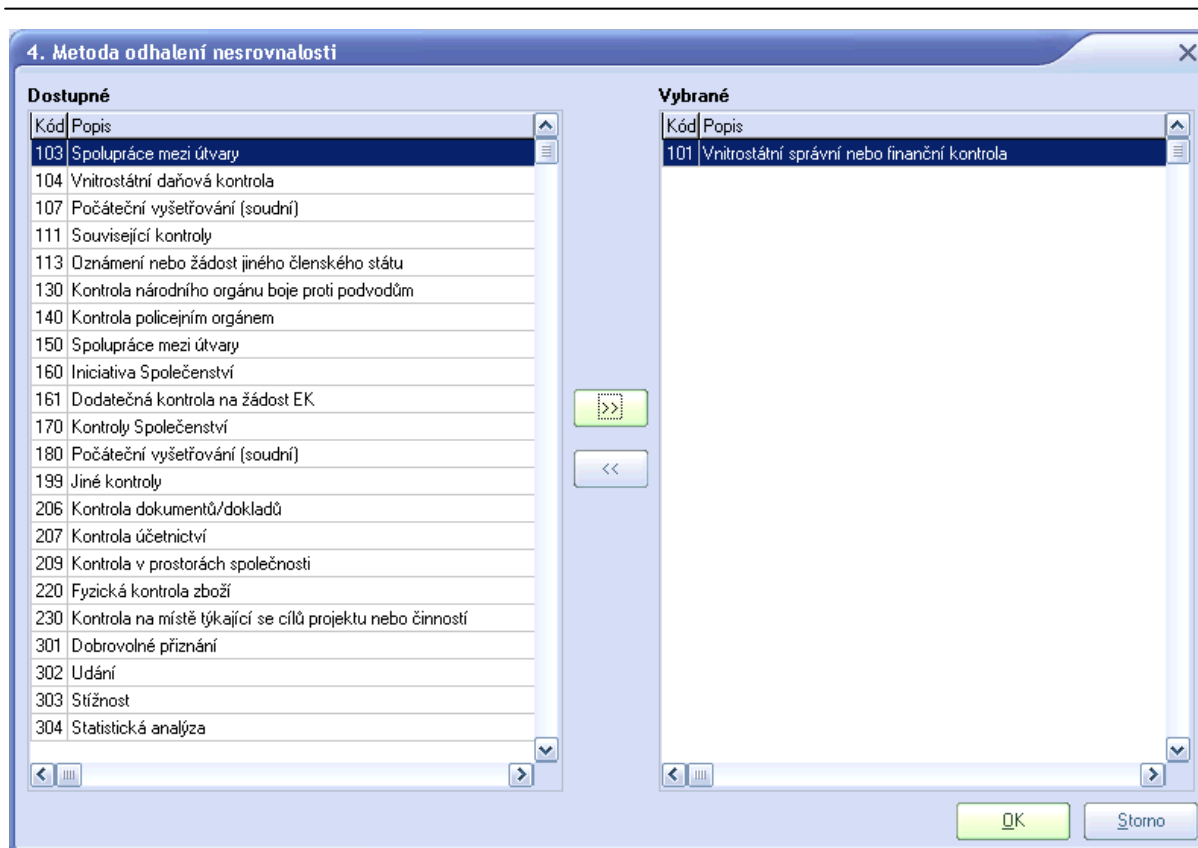 4. Metoda odhalení nesrovnalosti
Dostupné
Kód Popis
103 Spolupráce mezi útvary
104 Vnitrostátní daňová kontrola
107 Počáteční vyšetřování (soudní)
111 Související kontroly
113 Oznámení nebo žádost jiného členského státu
130 Kontrola národního orgánu boje proti podvodům
140 Kontrola policejním orgánem
150 Spolupráce mezi útvary
160 Iniciativa Společenství
161 Dodatečná kontrola na žádost EK
170 Kontroly Společenství
180 Počáteční vyšetřování (soudní)
199 Jiné kontroly
206 Kontrola dokumentů/dokladů
207 Kontrola účetnictví
209 Kontrola v prostorách společnosti
220 Fyzická kontrola zboží
230 Kontrola na místě týkající se cílů projektu nebo činností
301 Dobrovolné přiznání
302 Udání
303 Stížnost
304 Statistická analýza
>>
<<
Vybrané
Kód Popis
101 Vnitrostátní správní nebo finanční kontrola
OK
Storno